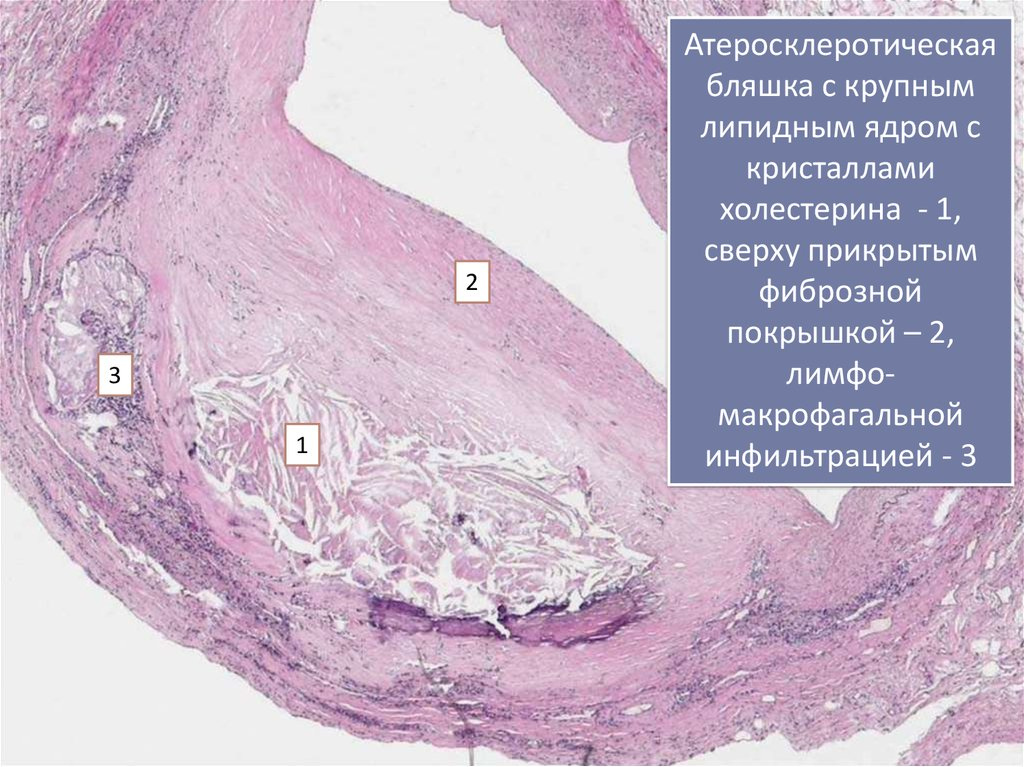 Атеросклеротическая
бляшка с крупным
липидным ядром с
кристаллами
холестерина - 1,
сверху прикрытым
фиброзной
покрышкой – 2,
лимфо-
макрофагальной
инфильтрацией - 3
2
3
1